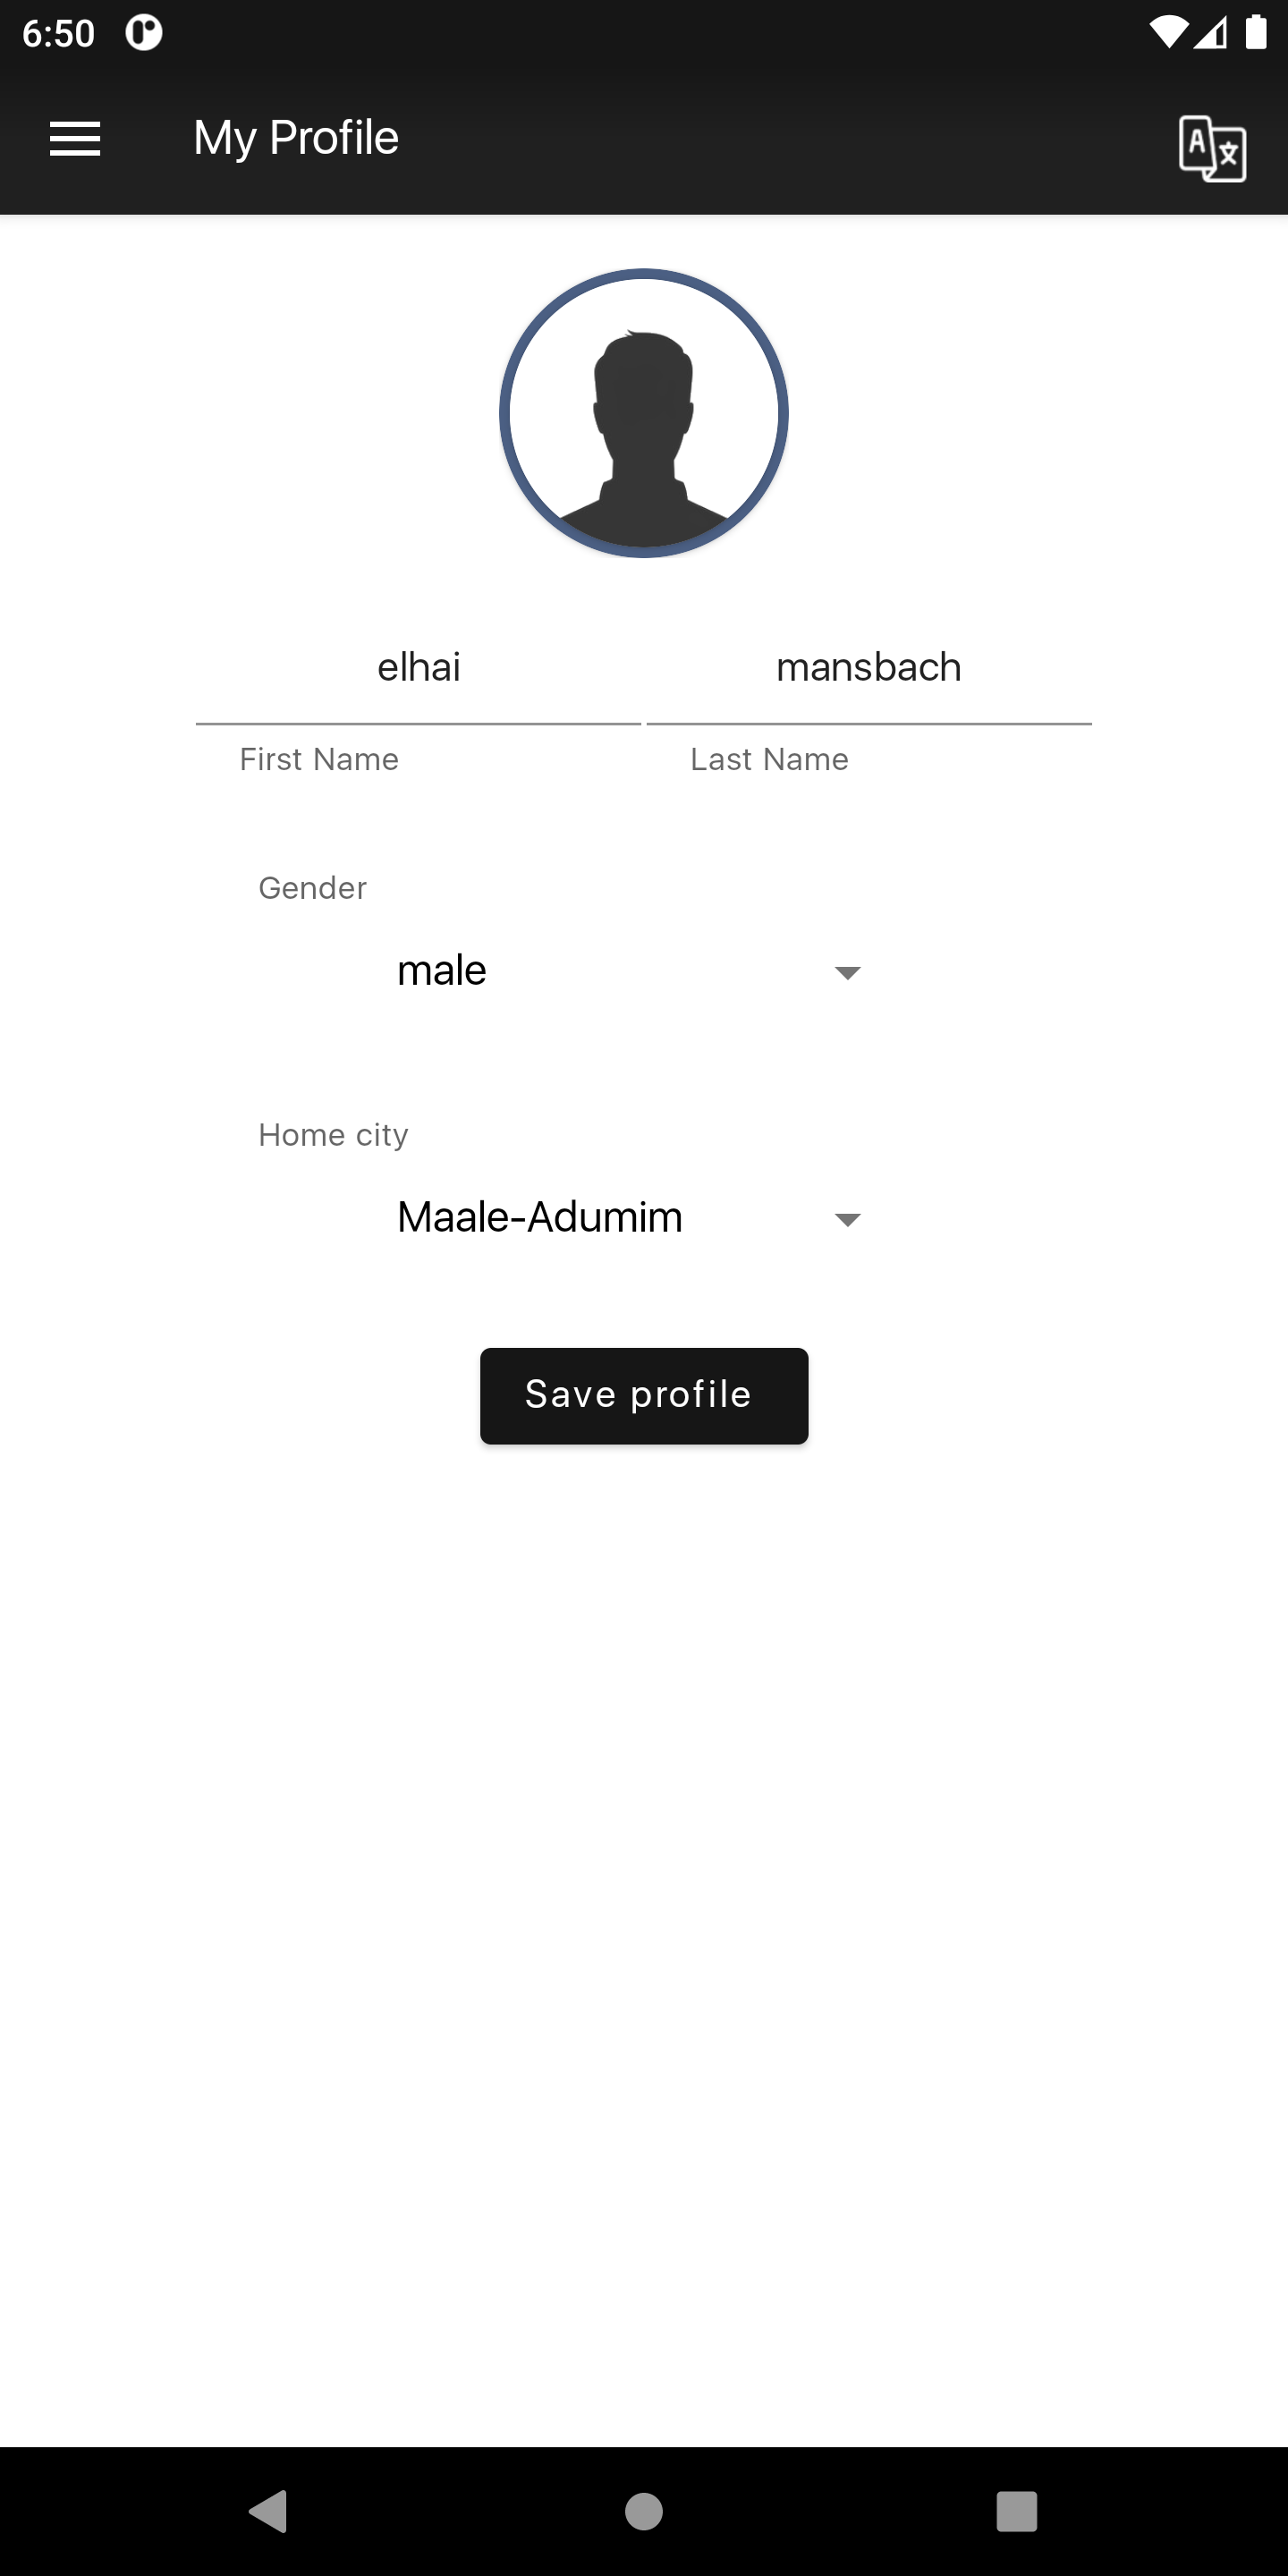 6:50
My Profile
elhai mansbach
First Name Last Name
Gender
male
Home city
Maale-Adumim
Save profile